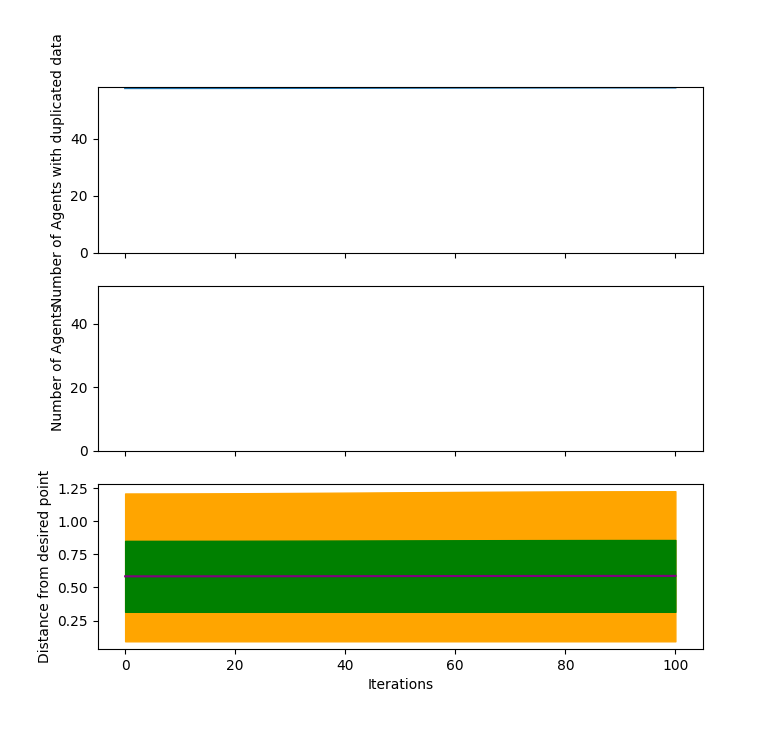 Number of Agents with duplicated data
40
20
0
Number of Agents
40
20
0
Distance from desired point
1.25
1.00
0.75
0.50
0.25
0 20 40 60 80 100
Iterations